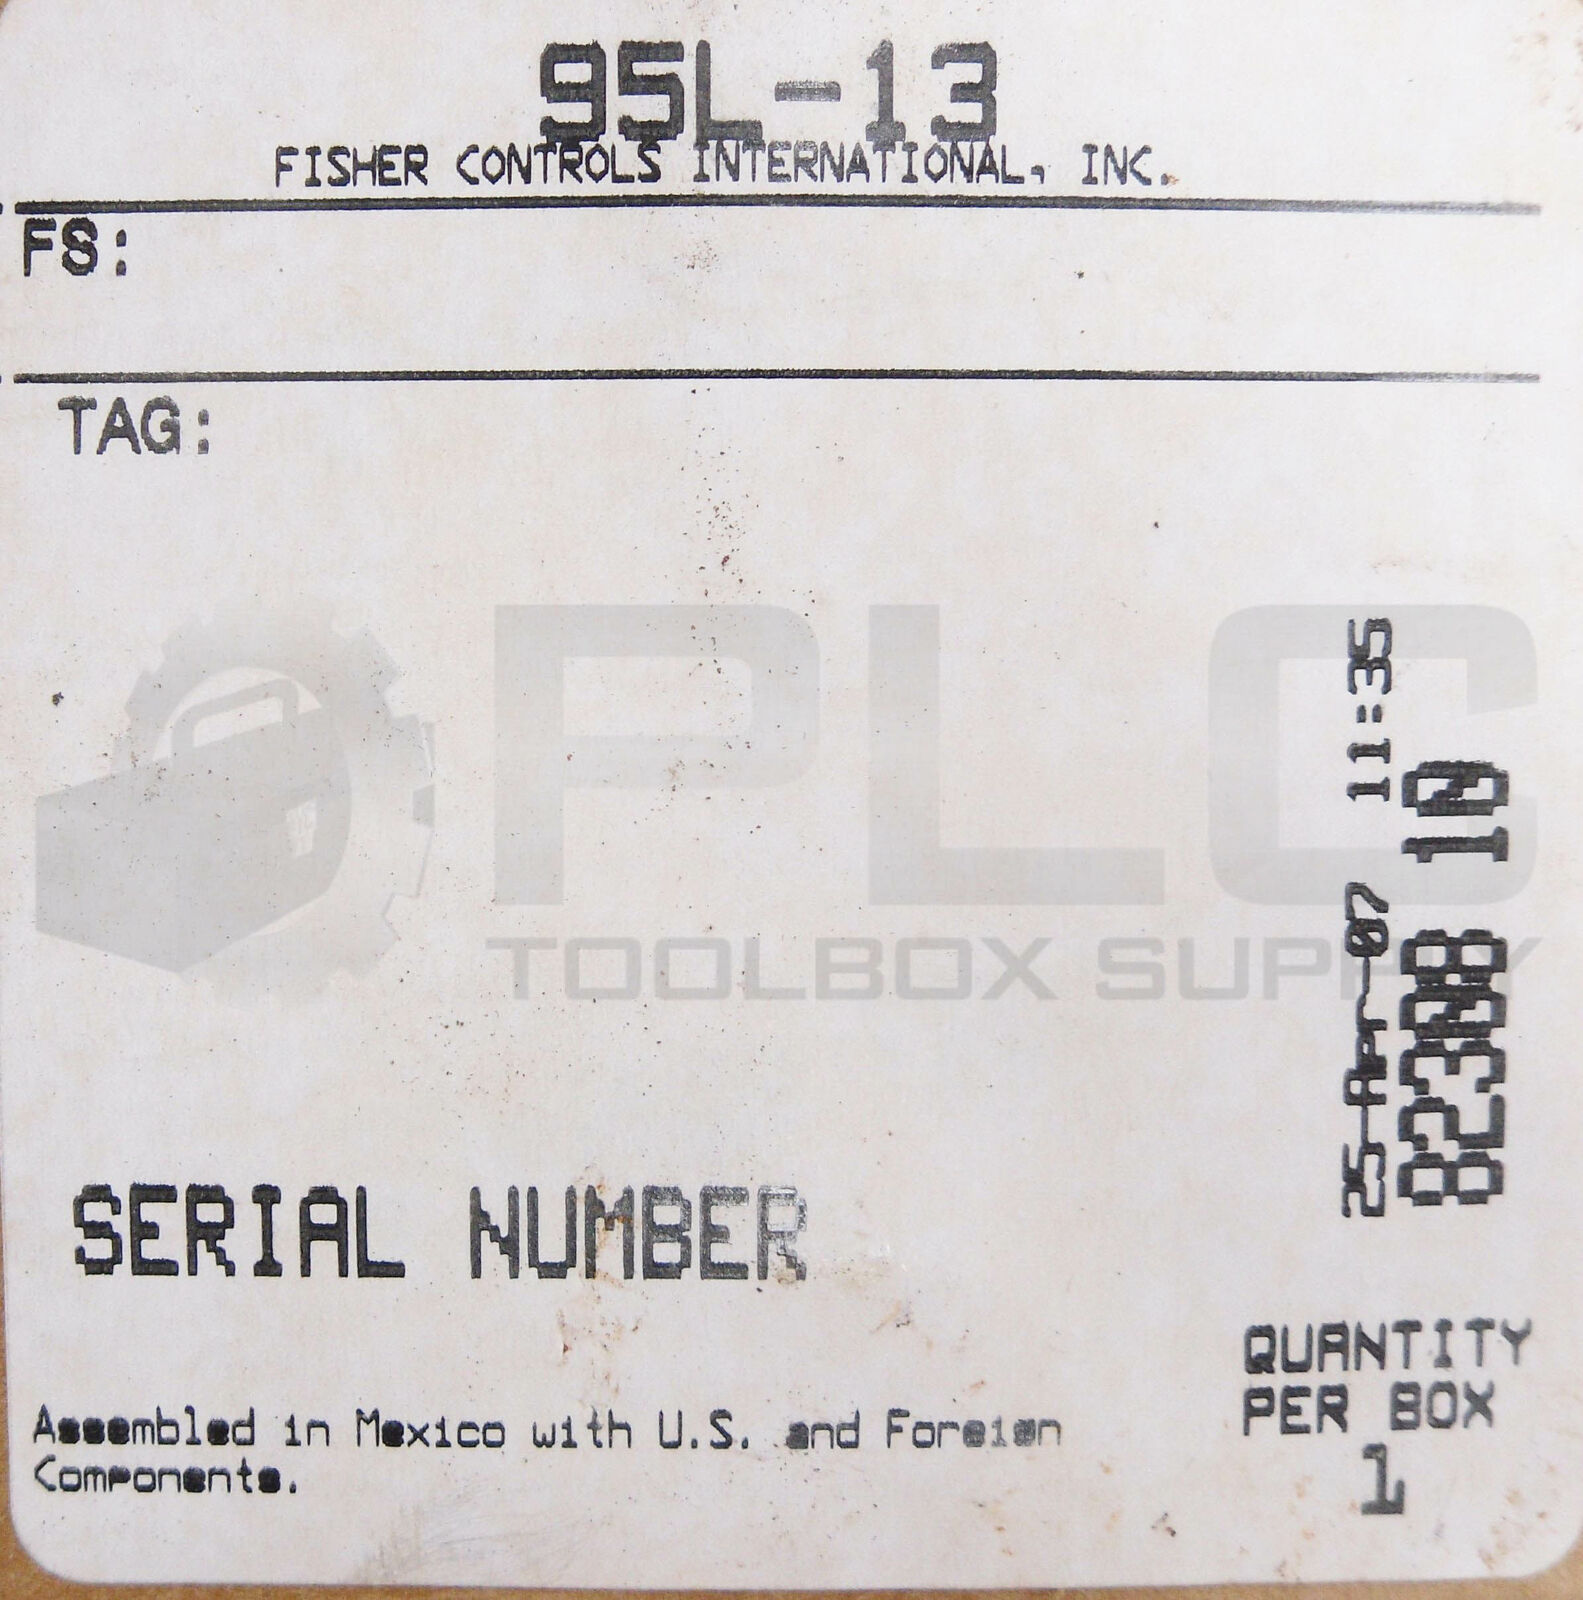 95L-13
FISHER CONTROLS INTERNATIONAL, INC.
FS:
TAG:
PLC
TOOLBOX SUPPLY
25-Apr-07 11:35
82308 10
SERIAL NUMBER
QUANTITY
PER BOX
1
Assembled in Mexico with U.S. and Foreign
Components.